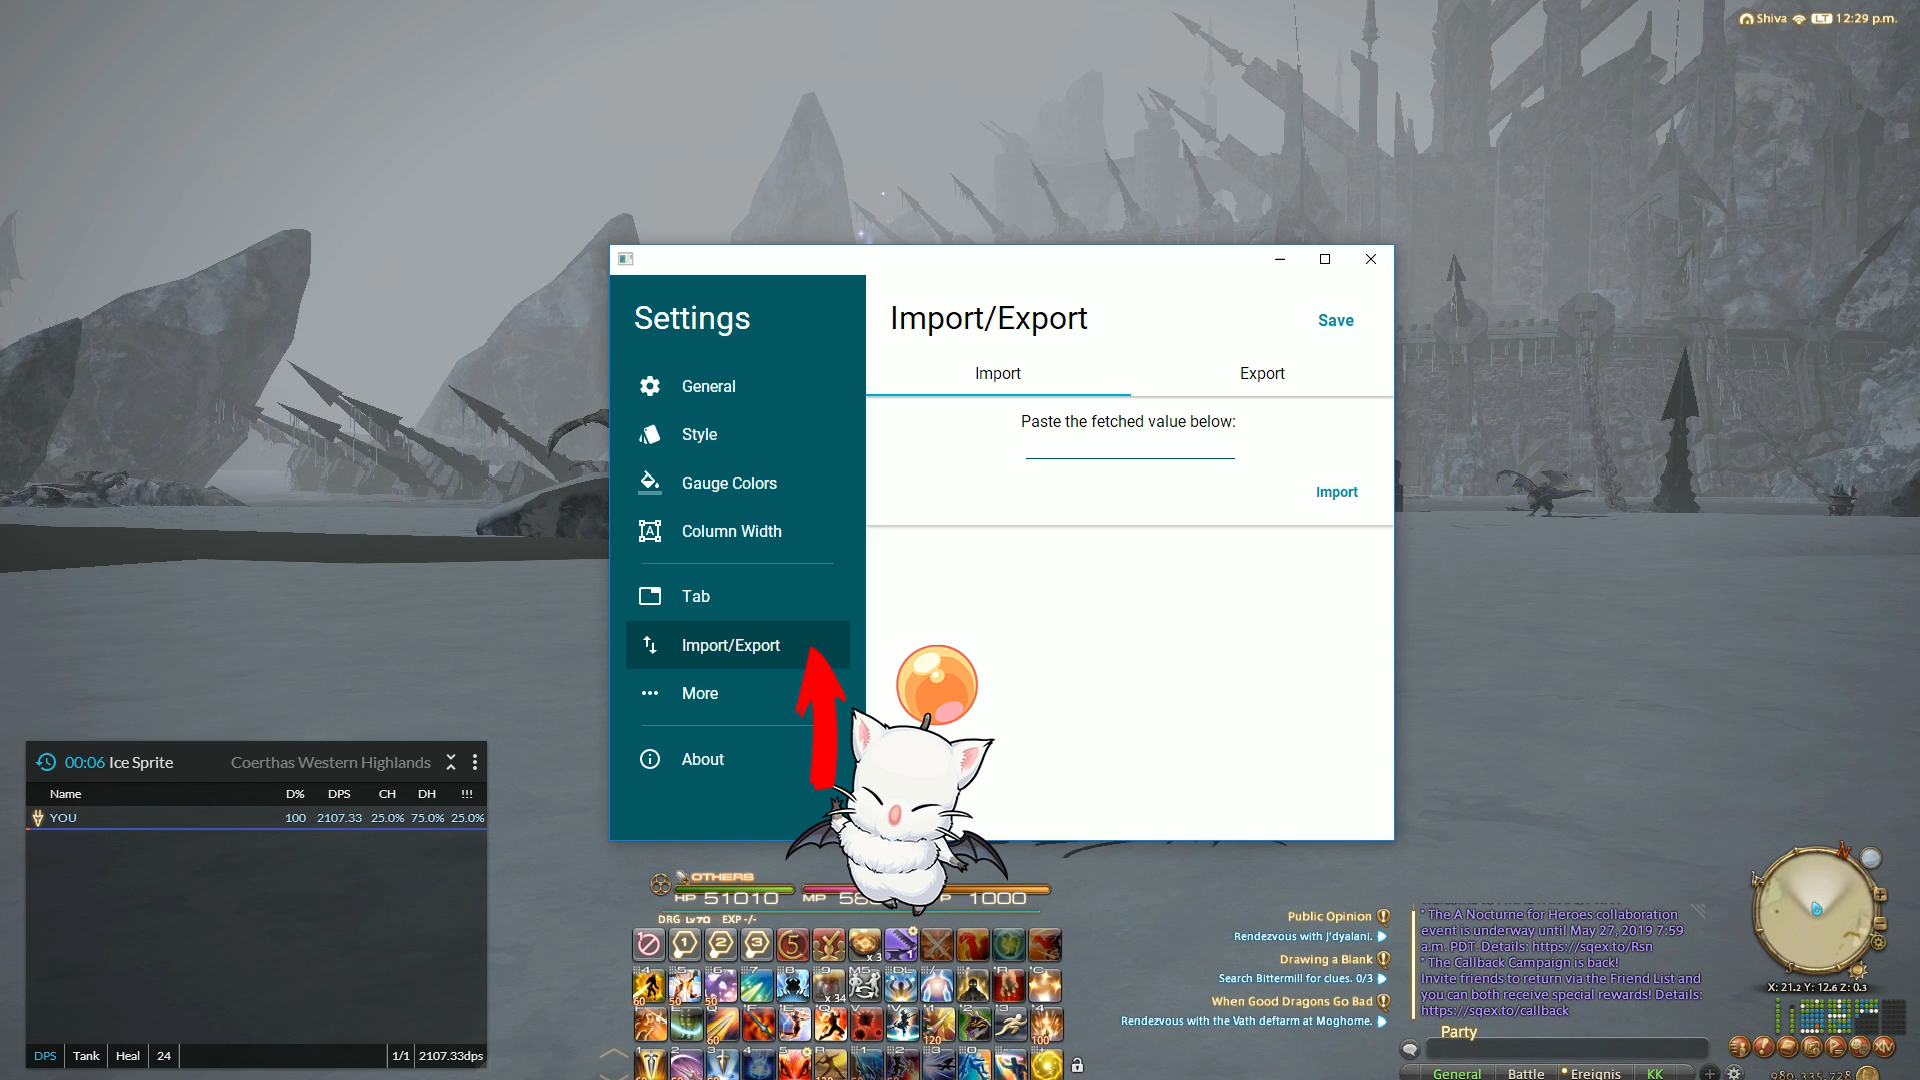 Shiva LT 12:29 p.m.
Settings
General
Style
Gauge Colors
Column Width
Tab
Import/Export
More
About
Import/Export
Save
Import
Export
Paste the fetched value below:
Import
00:06 Ice Sprite Coerthas Western Highlands
Name D% DPS CH DH !!!
YOU 100 2107.33 25.0% 75.0% 25.0%
DPS Tank Heal 24 1/1 2107.33dps
OTHERS
HP 51010 MP 1000
DRG Lv70 EXP -/-
x 3
x 34
Public Opinion
Rendezvous with J'dyalani.
Drawing a Blank
Search Bittermill for clues. 0/3
When Good Dragons Go Bad
Rendezvous with the Vath deftarm at Moghome.
* The A Nocturne for Heroes collaboration
event is underway until May 27, 2019 7:59
a.m. PDT. Details: https://sqex.to/Rsn
* The Callback Campaign is back!
Invite friends to return via the Friend List and
you can both receive special rewards! Details:
https://sqex.to/callback
Party
General Battle Ereignis KK
N
X: 21.2 Y: 12.6 Z: 0.3
XIV
980,335,728